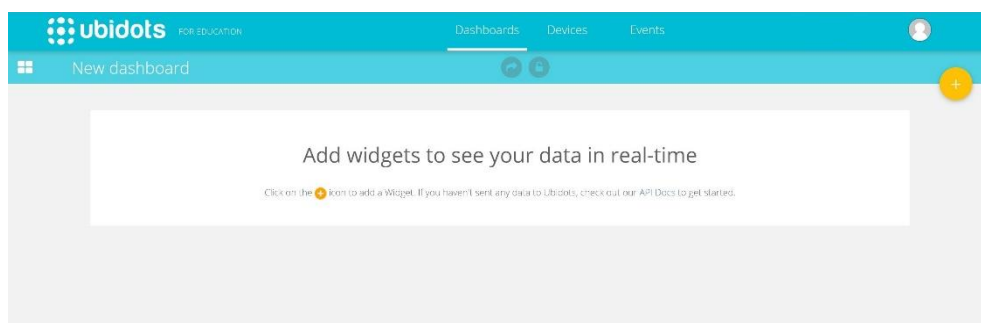 ubidots FOR EDUCATION Dashboards Devices Events
New dashboard
+
Add widgets to see your data in real-time
Click on the + icon to add a Widget. If you haven't sent any data to Ubidots, check out our API Docs to get started.